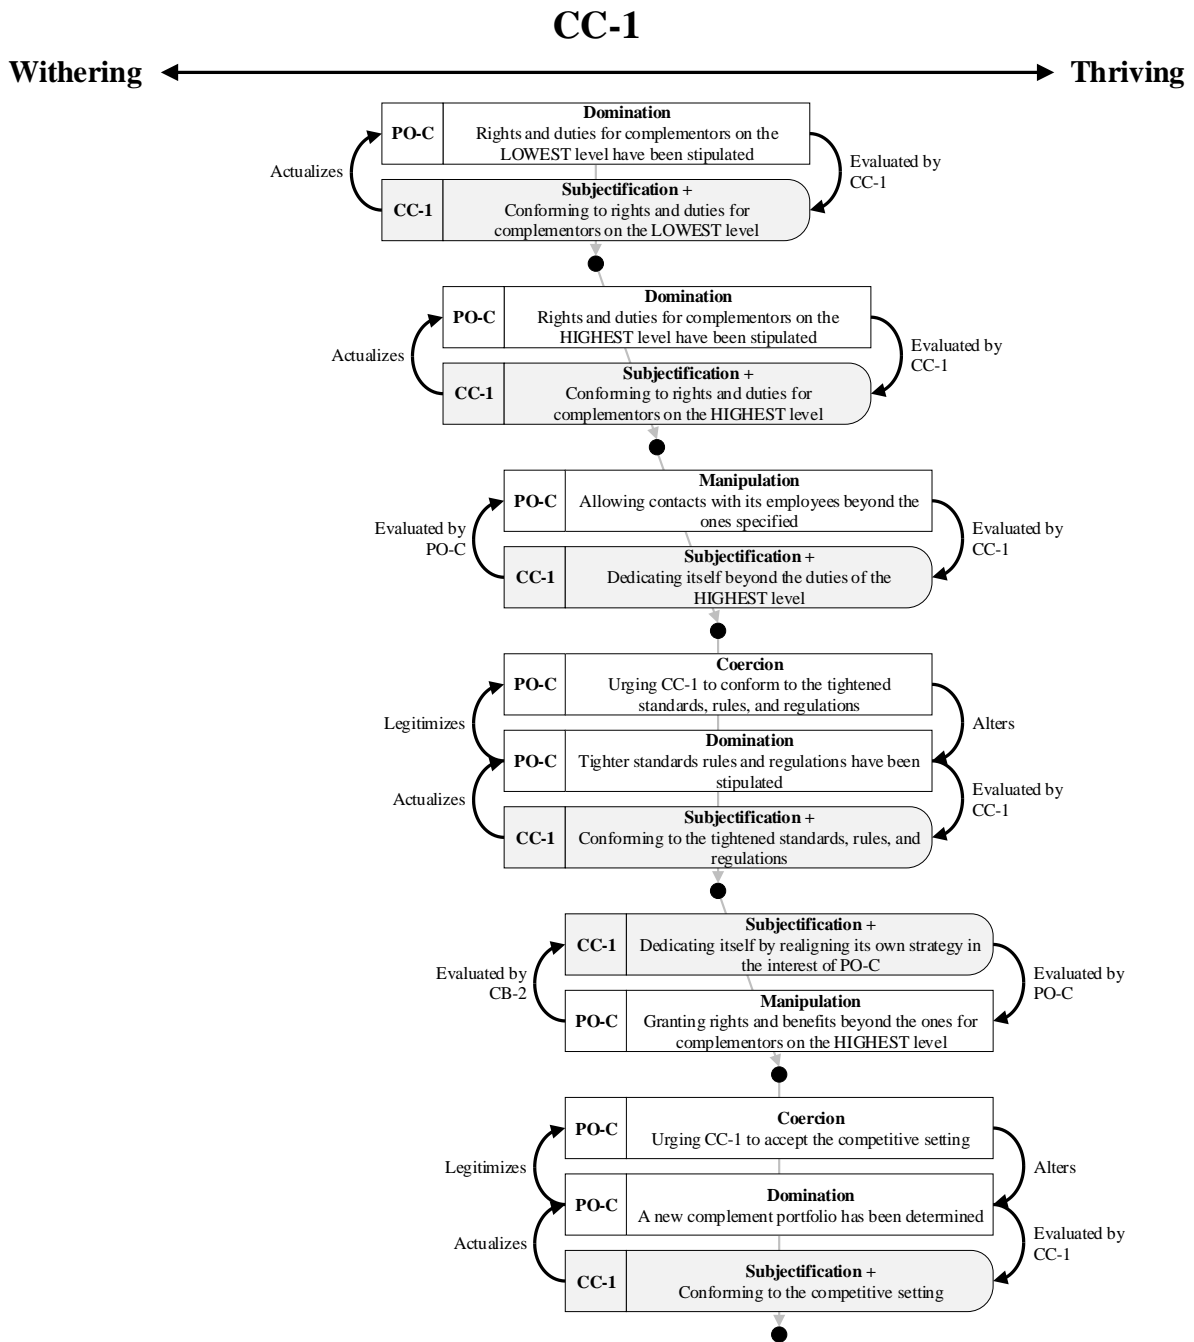 CC-1
Withering
Thriving
Domination
PO-C
Rights and duties for complementors on the
LOWEST level have been stipulated
Actualizes
Evaluated by
CC-1
Subjectification +
CC-1
Conforming to rights and duties for
complementors on the LOWEST level
Domination
PO-C
Rights and duties for complementors on the
HIGHEST level have been stipulated
Actualizes
Evaluated by
CC-1
Subjectification +
CC-1
Conforming to rights and duties for
complementors on the HIGHEST level
Manipulation
PO-C
Allowing contacts with its employees beyond the
ones specified
Evaluated by
PO-C
Evaluated by
CC-1
Subjectification +
CC-1
Dedicating itself beyond the duties of the
HIGHEST level
Coercion
PO-C
Urging CC-1 to conform to the tightened
standards, rules, and regulations
Legitimizes
Alters
Domination
PO-C
Tighter standards rules and regulations have been
stipulated
Actualizes
Evaluated by
CC-1
Subjectification +
CC-1
Conforming to the tightened standards, rules, and
regulations
Subjectification +
CC-1
Dedicating itself by realigning its own strategy in
the interest of PO-C
Evaluated by
CB-2
Evaluated by
PO-C
Manipulation
PO-C
Granting rights and benefits beyond the ones for
complementors on the HIGHEST level
Coercion
PO-C
Urging CC-1 to accept the competitive setting
Legitimizes
Alters
Domination
PO-C
A new complement portfolio has been determined
Actualizes
Evaluated by
CC-1
Subjectification +
CC-1
Conforming to the competitive setting